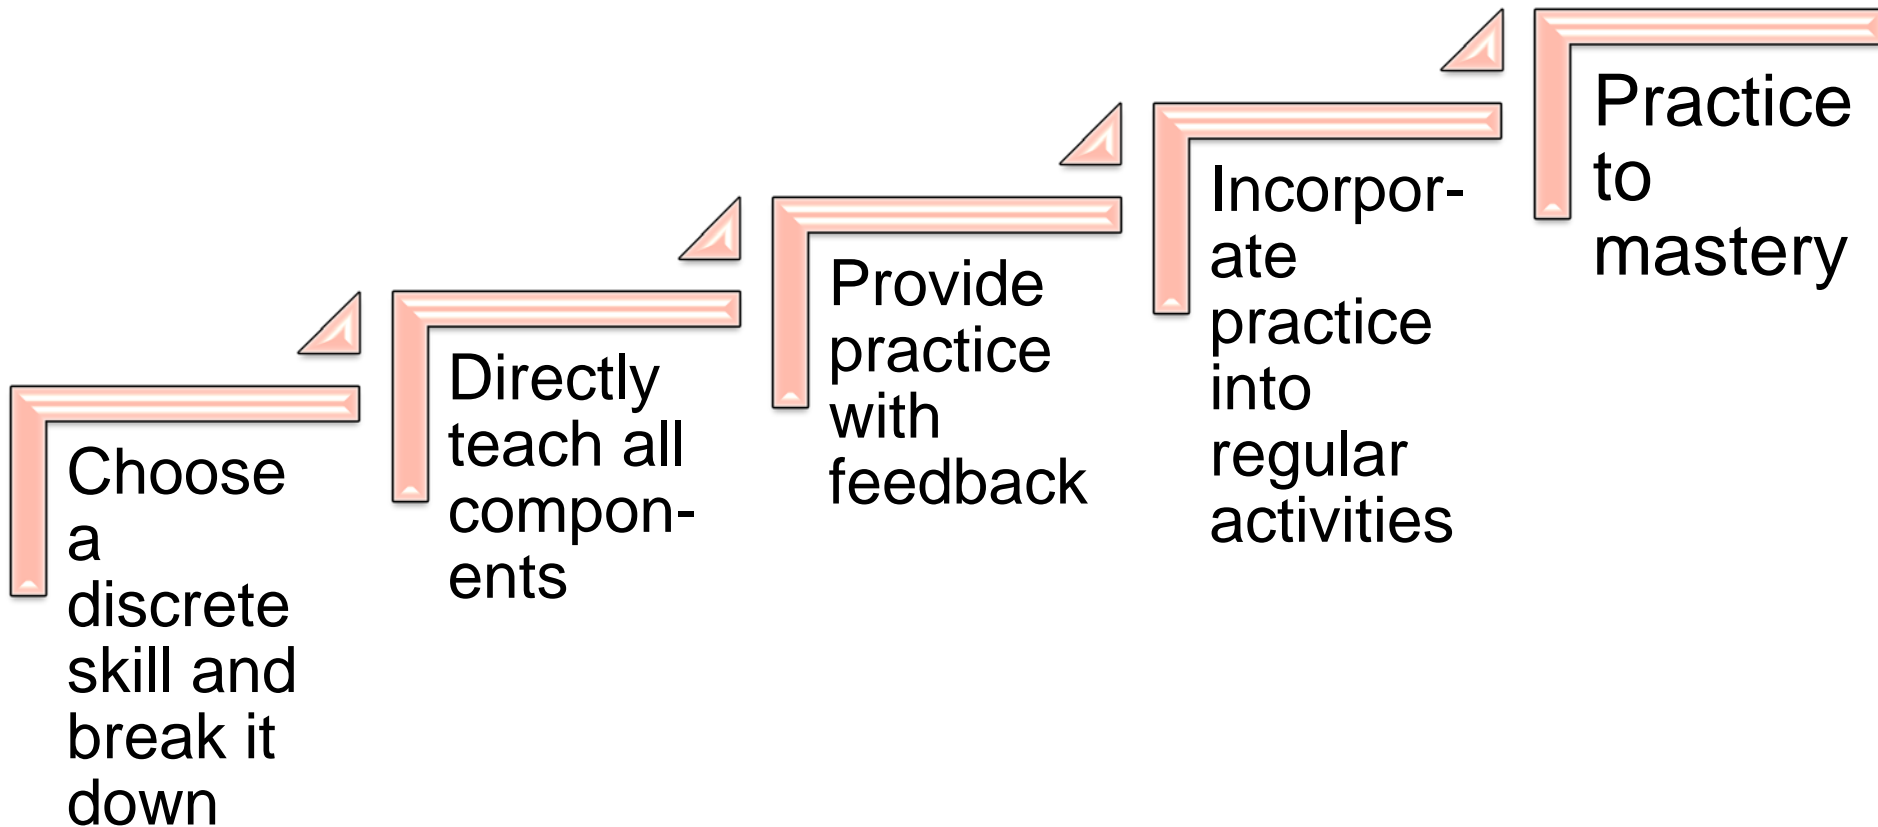 Choose
a
discrete
skill and
break it
down
Directly
teach all
compon-
ents
Provide
practice
with
feedback
Incorpor-
ate
practice
into
regular
activities
Practice
to
mastery